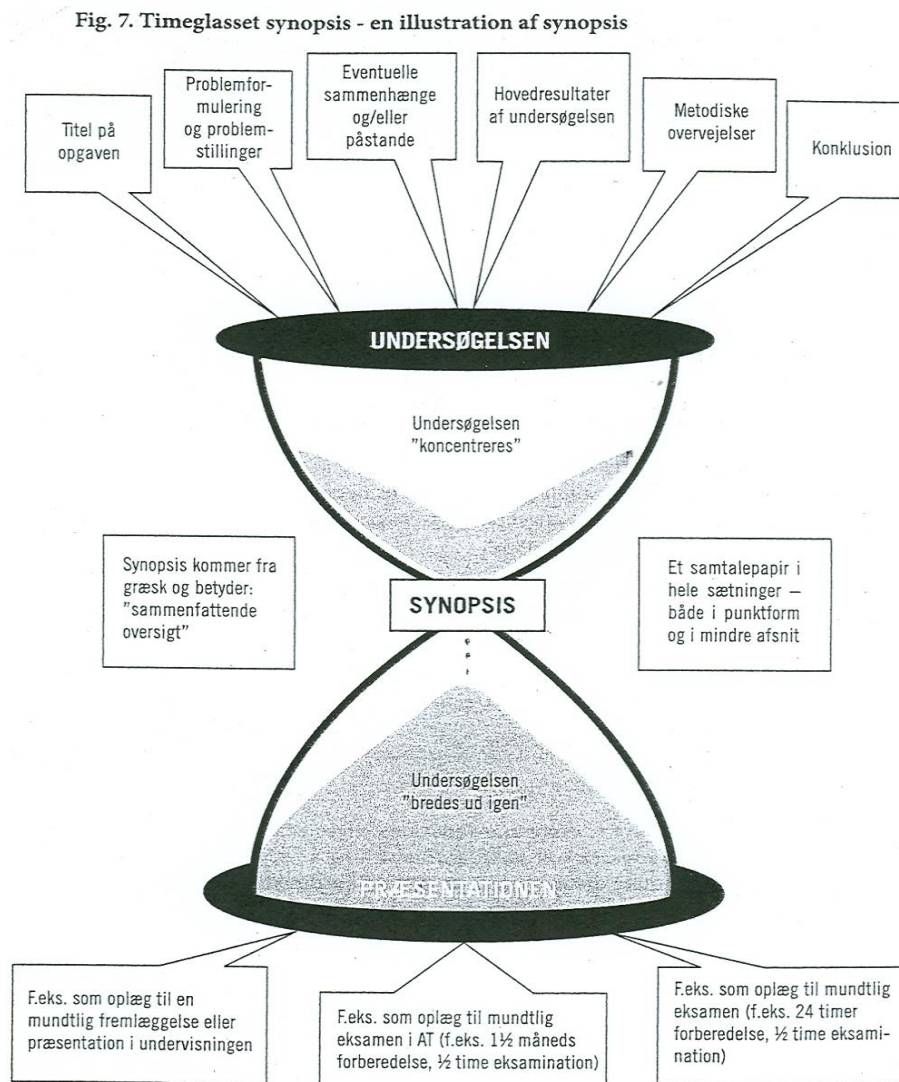 Fig. 7. Timeglasset synopsis - en illustration af synopsis
Titel på
opgaven
Problemfor-
mulering
og problem-
stillinger
Eventuelle
sammenhænge
og/eller
påstande
Hovedresultater
af undersøgelsen
Metodiske
overvejelser
Konklusion
UNDERSØGELSEN
Undersøgelsen
"koncentreres"
Synopsis kommer fra
græsk og betyder:
"sammenfattende
oversigt"
SYNOPSIS
Et samtalepapir i
hele sætninger –
både i punktform
og i mindre afsnit
Undersøgelsen
"bredes ud igen"
PRÆSENTATIONEN
F.eks. som oplæg til en
mundtlig fremlæggelse eller
præsentation i undervisningen
F.eks. som oplæg til mundtlig
eksamen i AT (f.eks. 1½ måneds
forberedelse, ½ time eksamination)
F.eks. som oplæg til mundtlig
eksamen (f.eks. 24 timer
forberedelse, ½ time eksami-
nation)